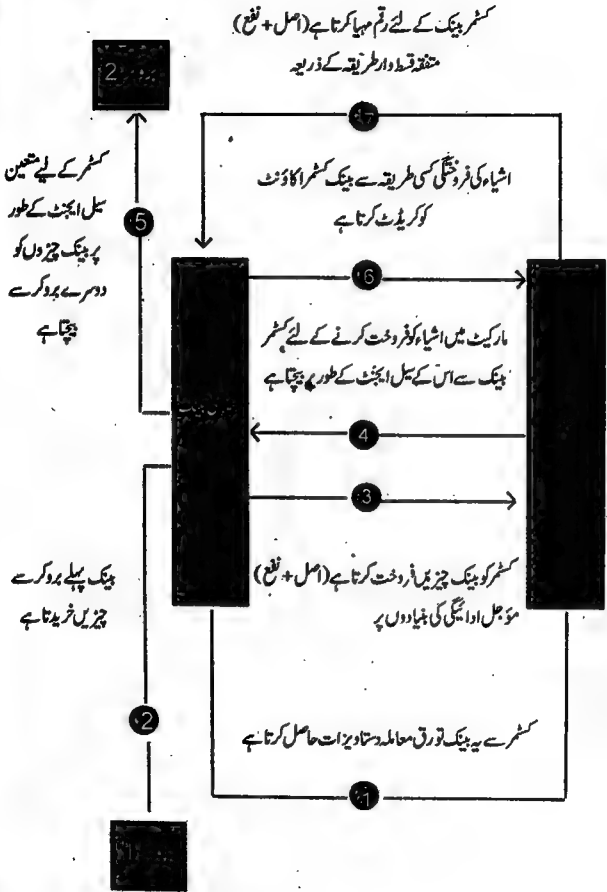 کسٹمر بینک کے لئے رقم مہیا کرتا ہے (اصل + نفع)
متفقہ قسط وار طریقہ کے ذریعہ
7
2
اشیاء کی فروختگی کسی طریقہ سے بینک کسٹمر اکاؤنٹ
کو کریڈٹ کرتا ہے
6
کسٹمر کے لیے متعین
سیل ایجنٹ کے طور
پر بینک چیزوں کو
دوسرے بروکر سے
بیچتا ہے
5
مارکیٹ میں اشیاء کو فروخت کرنے کے لئے کسٹمر
بینک سے اس کے سیل ایجنٹ کے طور پر بیچتا ہے
4
3
کسٹمر کو بینک چیزیں فروخت کرتا ہے (اصل + نفع)
مؤجل ادائیگی کی بنیادوں پر
بینک پہلے بروکر سے
چیزیں خریدتا ہے
2
کسٹمر سے یہ بینک تورق معاملہ دستاویزات حاصل کرتا ہے
1